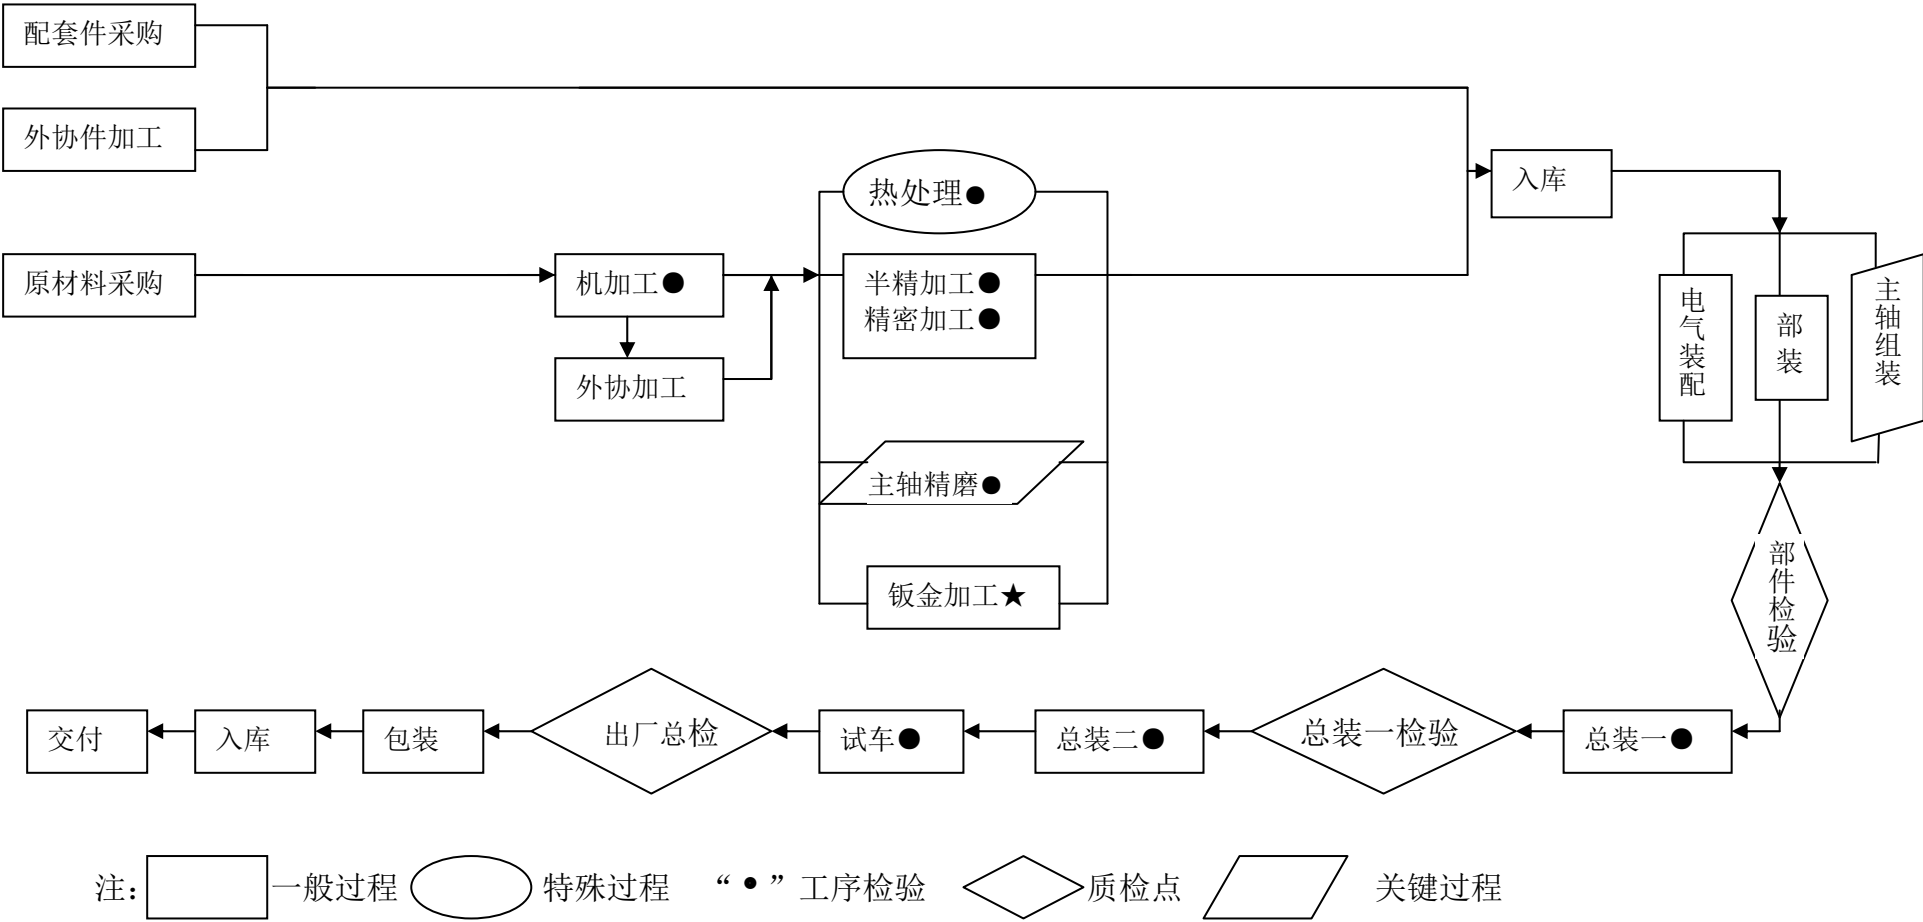 配套件采购
外协件加工
热处理●
入库
原材料采购
机加工●
半精加工●
精密加工●
外协加工
电气装配
部装
主轴组装
主轴精磨●
钣金加工★
部件检验
交付
入库
包装
出厂总检
试车●
总装二●
总装一检验
总装一●
注：
一般过程
特殊过程
“●”工序检验
质检点
关键过程